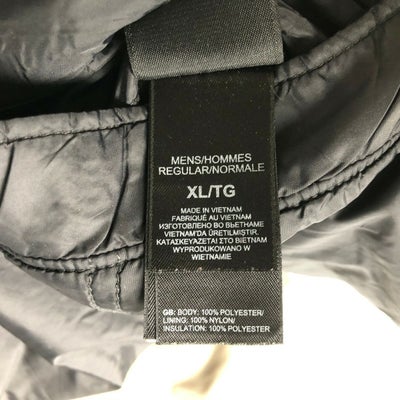 MENS/HOMMES
REGULAR/NORMALE
XL/TG
MADE IN VIETNAM
FABRIQUÉ AU VIETNAM
ИЗГОТОВЛЕНО ВО ВЬЕТНАМЕ
VIETNAM'DA ÜRETILMIŞTIR.
ΚΑΤΑΣΚΕΥΑΖΕΤΑΙ ΣΤΟ ΒΙΕΤΝΑΜ
WYPRODUKOWANO W
WIETNAMIE
GB: BODY: 100% POLYESTER/
LINING: 100% NYLON/
INSULATION: 100% POLYESTER